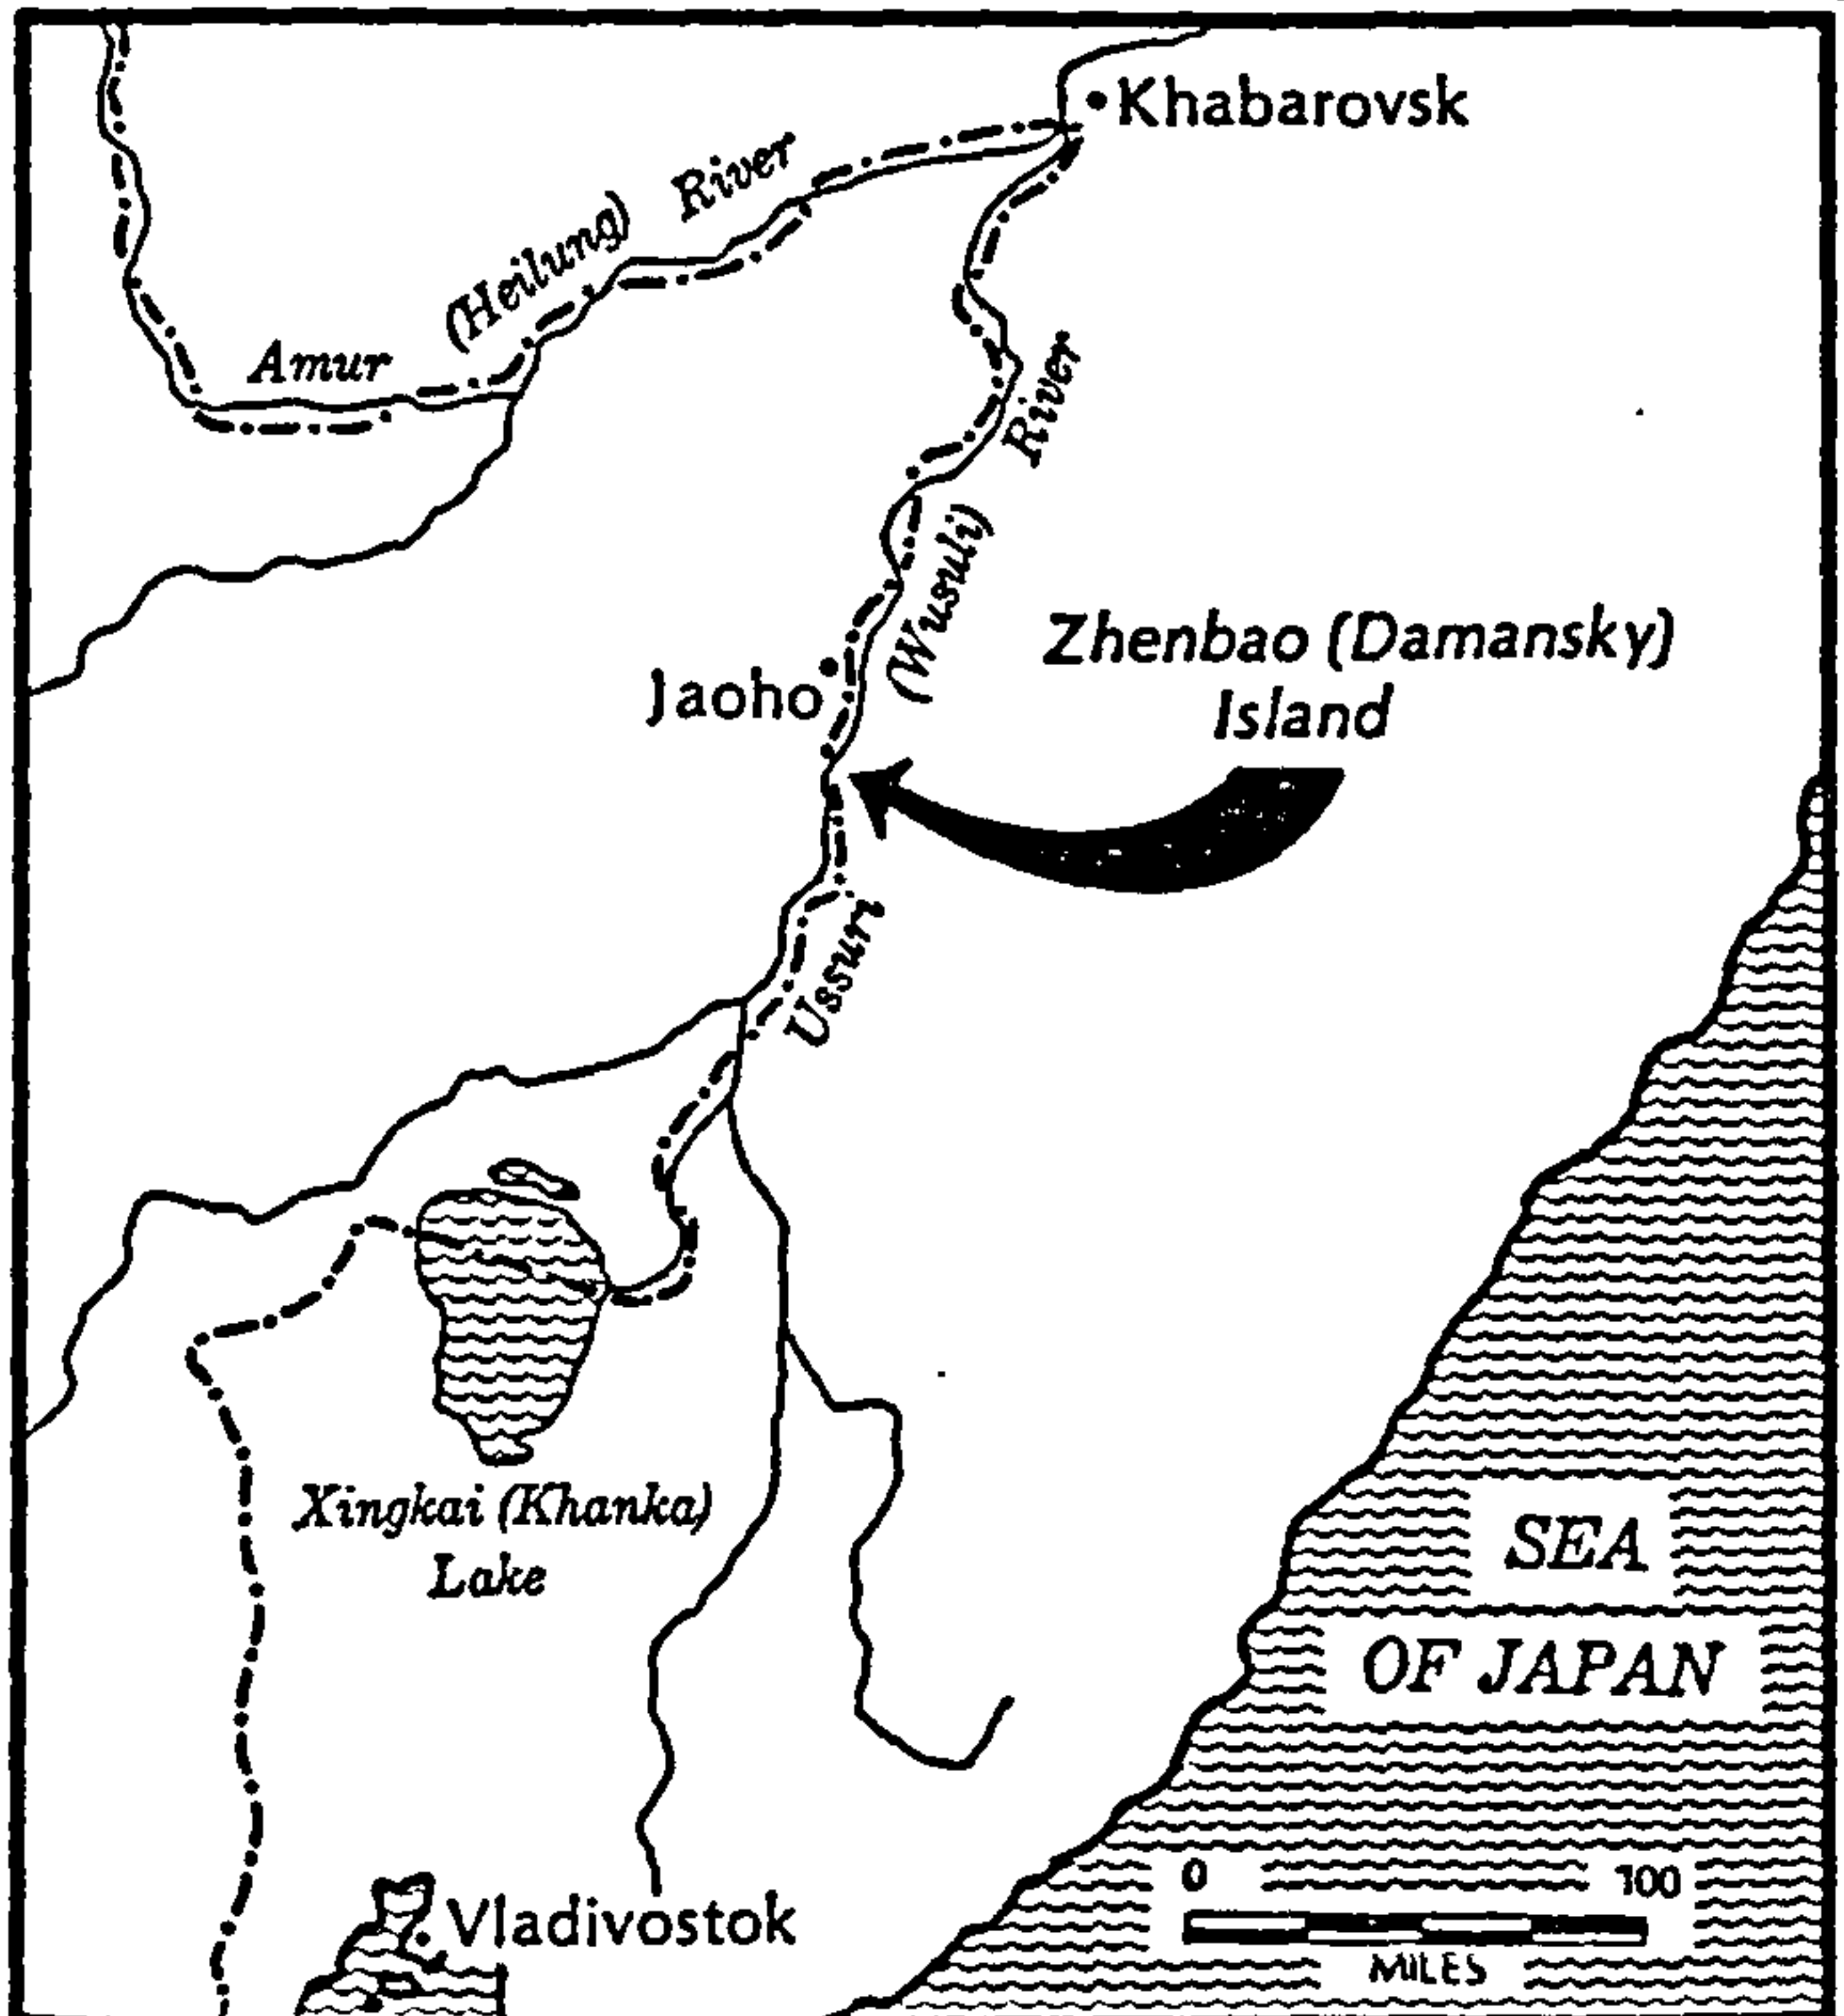 Khabarovsk
Amur (Heilung) River
Ussuri (Wusuli) River
Jaoho
Zhenbao (Damansky)
Island
Xingkai (Khanka)
Lake
SEA
OF JAPAN
Vladivostok
0 100
MILES